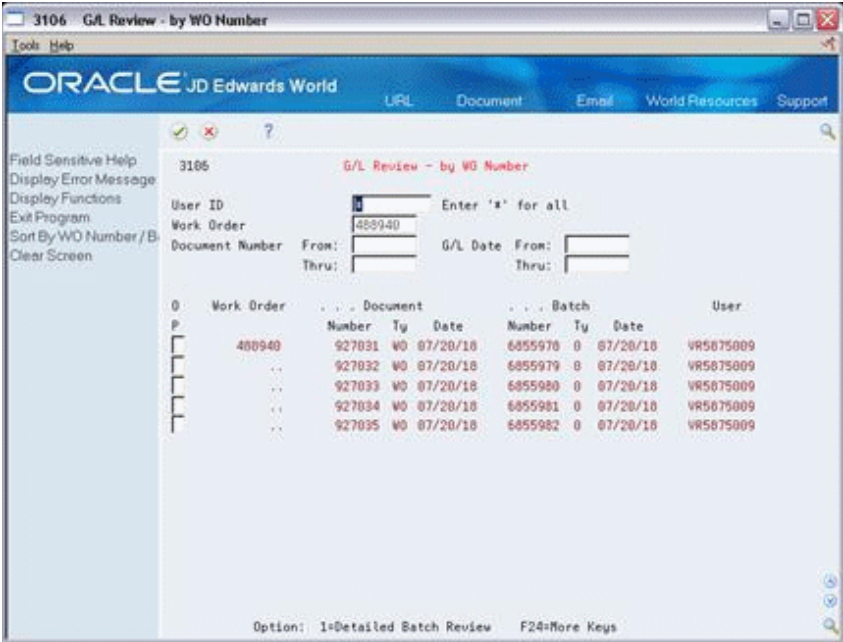 3106 G/L Review - by WO Number
Tools Help
ORACLE JD Edwards World
URL Document Email World Resources Support
?
Field Sensitive Help
Display Error Message
Display Functions
Exit Program
Sort By WO Number / B
Clear Screen
3106 G/L Review - by WO Number
User ID * Enter '*' for all
Work Order 488940
Document Number From: G/L Date From:
Thru: Thru:
O Work Order . . . Document . . . Batch User
P Number Ty Date Number Ty Date
488940 927031 WO 07/20/18 6855978 0 07/20/18 VR5875009
.. 927032 WO 07/20/18 6855979 0 07/20/18 VR5875009
.. 927033 WO 07/20/18 6855980 0 07/20/18 VR5875009
.. 927034 WO 07/20/18 6855981 0 07/20/18 VR5875009
.. 927035 WO 07/20/18 6855982 0 07/20/18 VR5875009
Option: 1=Detailed Batch Review F24=More Keys